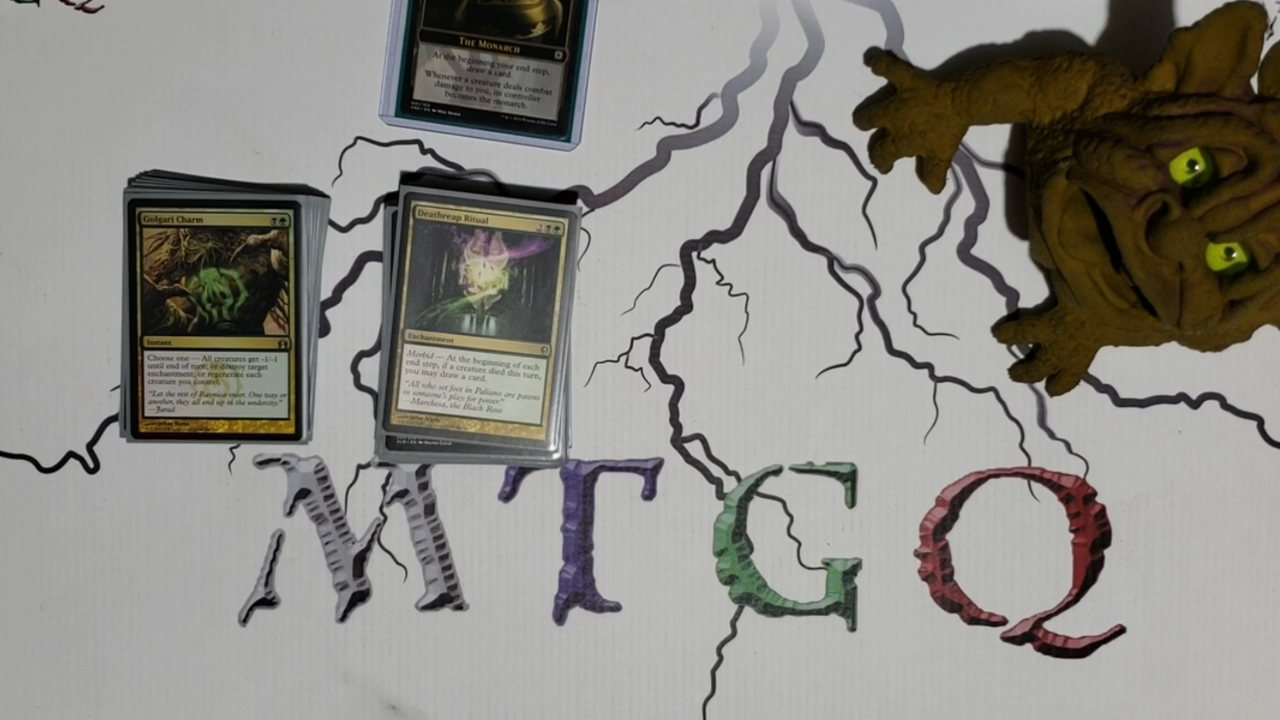 THE MONARCH
At the beginning your end step,
draw a card.
Whenever a creature deals combat
damage to you, its controller
becomes the monarch.
Golgari Charm
Instant
Choose one — All creatures get -1/-1
until end of turn; or destroy target
enchantment; or regenerate each
creature you control.
"Let the rest of Ravnica sneer. One way or
another, they all end up in the undercity."
—Jarad
Deathreap Ritual
2
Enchantment
Morbid — At the beginning of each
end step, if a creature died this turn,
you may draw a card.
"All who set foot in Paliano are pawns
in someone's play for power."
—Marchesa, the Black Rose
MTGQ